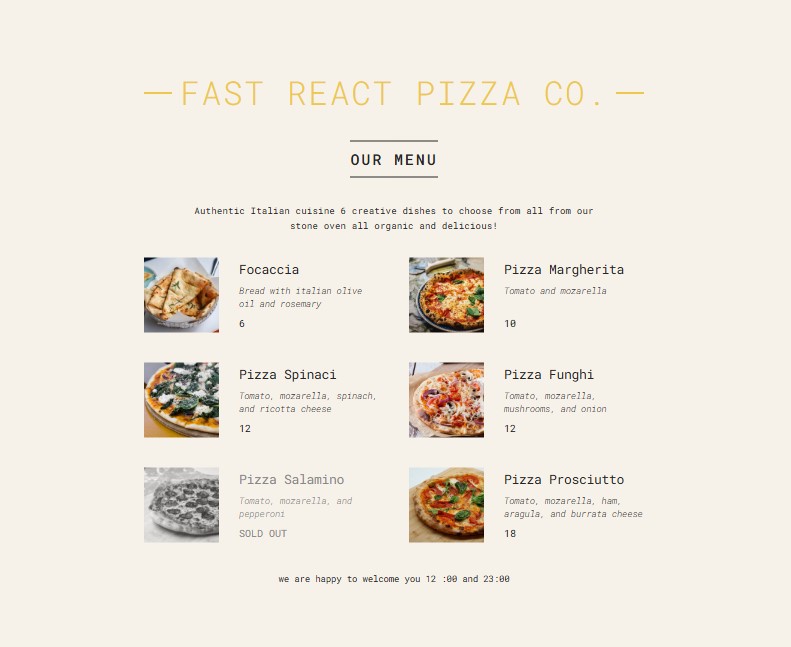 FAST REACT PIZZA CO.
OUR MENU
Authentic Italian cuisine 6 creative dishes to choose from all from our
stone oven all organic and delicious!
Focaccia
Bread with italian olive
oil and rosemary
6
Pizza Margherita
Tomato and mozarella
10
Pizza Spinaci
Tomato, mozarella, spinach,
and ricotta cheese
12
Pizza Funghi
Tomato, mozarella,
mushrooms, and onion
12
Pizza Salamino
Tomato, mozarella, and
pepperoni
SOLD OUT
Pizza Prosciutto
Tomato, mozarella, ham,
aragula, and burrata cheese
18
we are happy to welcome you 12 :00 and 23:00